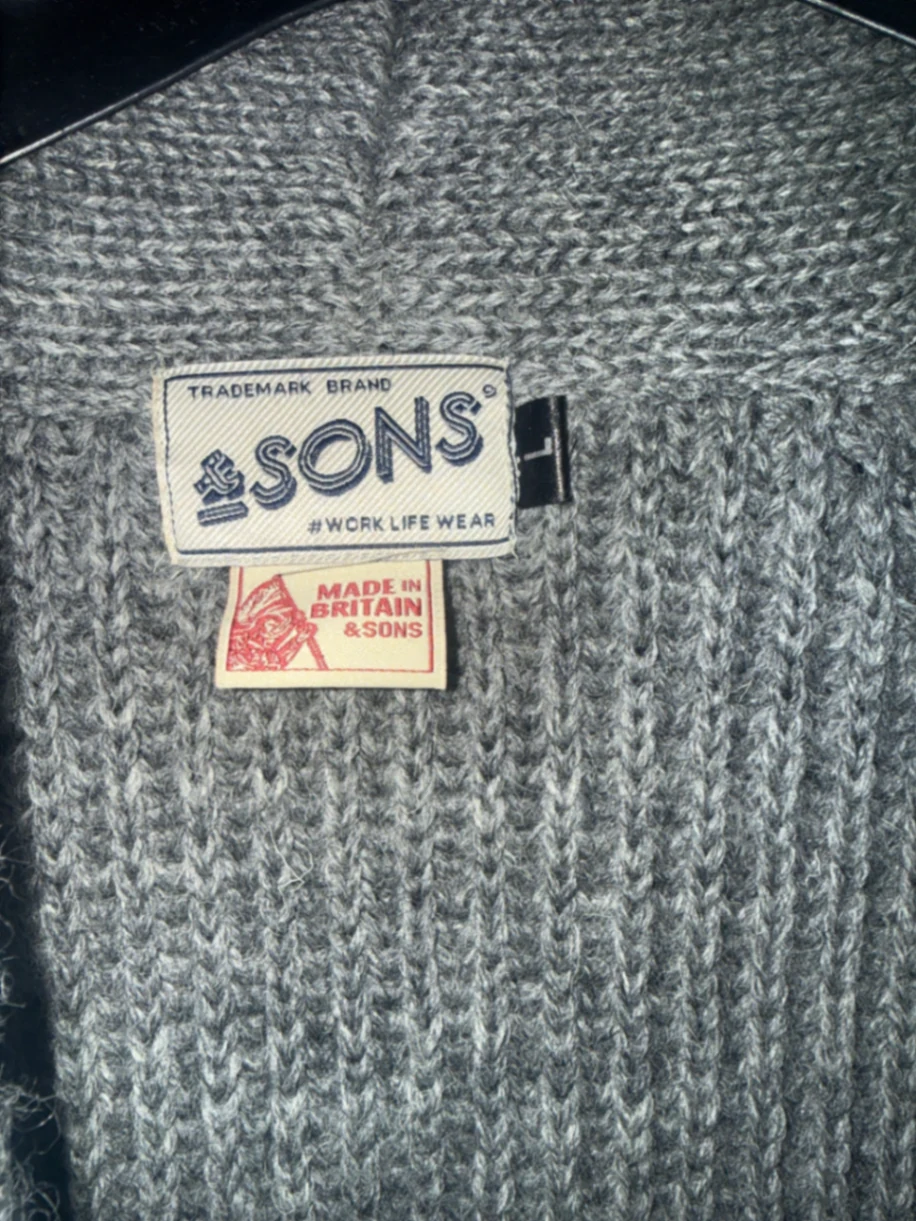 TRADEMARK BRAND
&SONS
#WORK LIFE WEAR
L
MADE IN
BRITAIN
&SONS